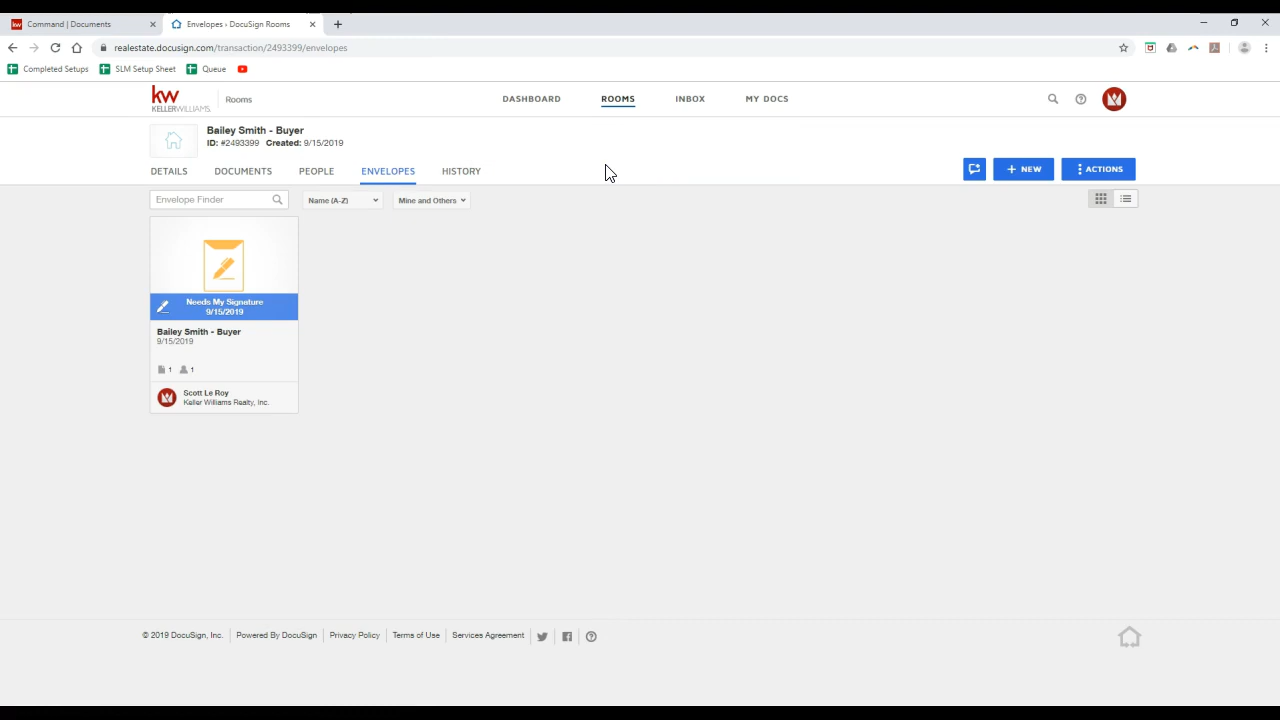 Command | Documents
Envelopes › DocuSign Rooms
realestate.docusign.com/transaction/2493399/envelopes
Completed Setups
SLM Setup Sheet
Queue
kw
KELLERWILLIAMS.
Rooms
DASHBOARD
ROOMS
INBOX
MY DOCS
Bailey Smith - Buyer
ID: #2493399 Created: 9/15/2019
DETAILS
DOCUMENTS
PEOPLE
ENVELOPES
HISTORY
+ NEW
ACTIONS
Envelope Finder
Name (A-Z)
Mine and Others
Needs My Signature
9/15/2019
Bailey Smith - Buyer
9/15/2019
1
1
Scott Le Roy
Keller Williams Realty, Inc.
© 2019 DocuSign, Inc.
Powered By DocuSign
Privacy Policy
Terms of Use
Services Agreement